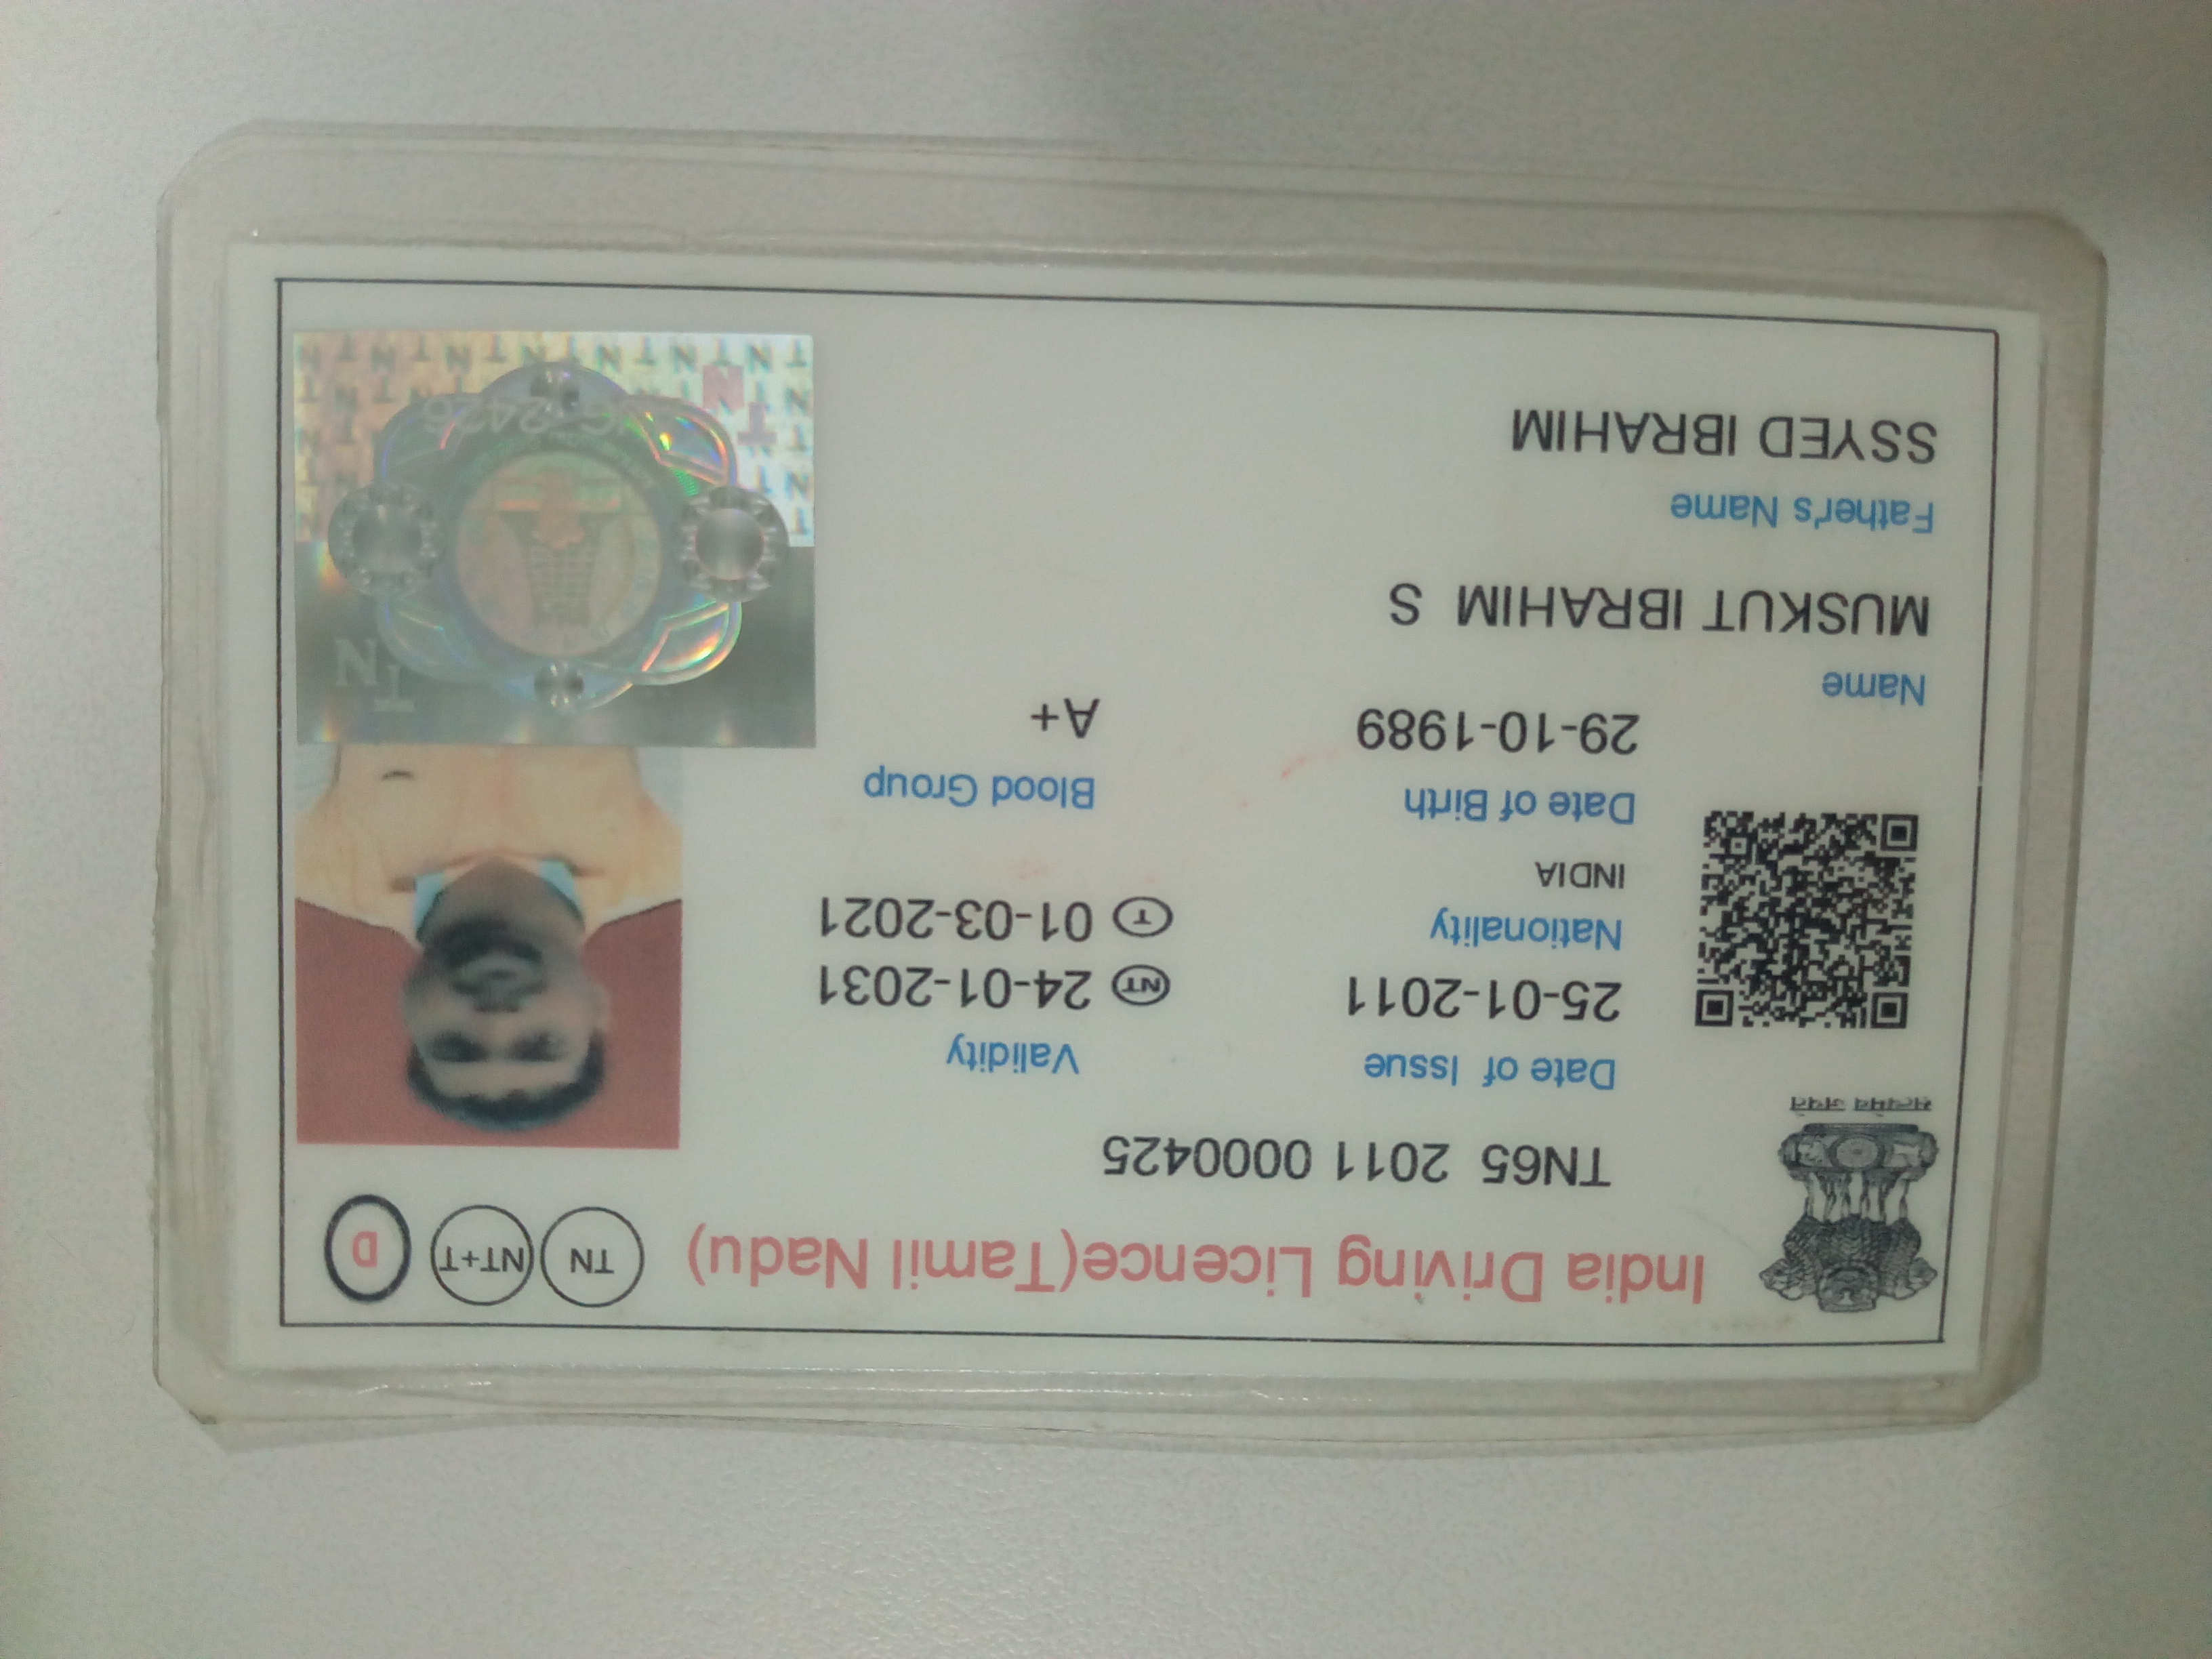 India Driving Licence(Tamil Nadu)
TN
NT+T
D
TN65 2011 0000425
सत्यमेव जयते
Date of Issue
Validity
25-01-2011
NT 24-01-2031
Nationality
T 01-03-2021
INDIA
Date of Birth
Blood Group
29-10-1989
A+
Name
MUSKUT IBRAHIM S
Father's Name
SSYED IBRAHIM
TN